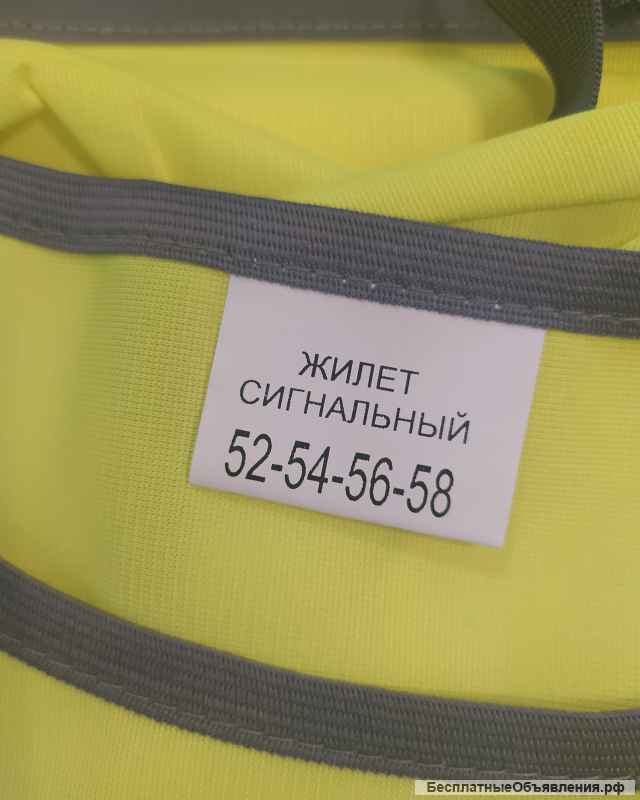 ЖИЛЕТ
СИГНАЛЬНЫЙ
52-54-56-58
БесплатныеОбъявления.рф